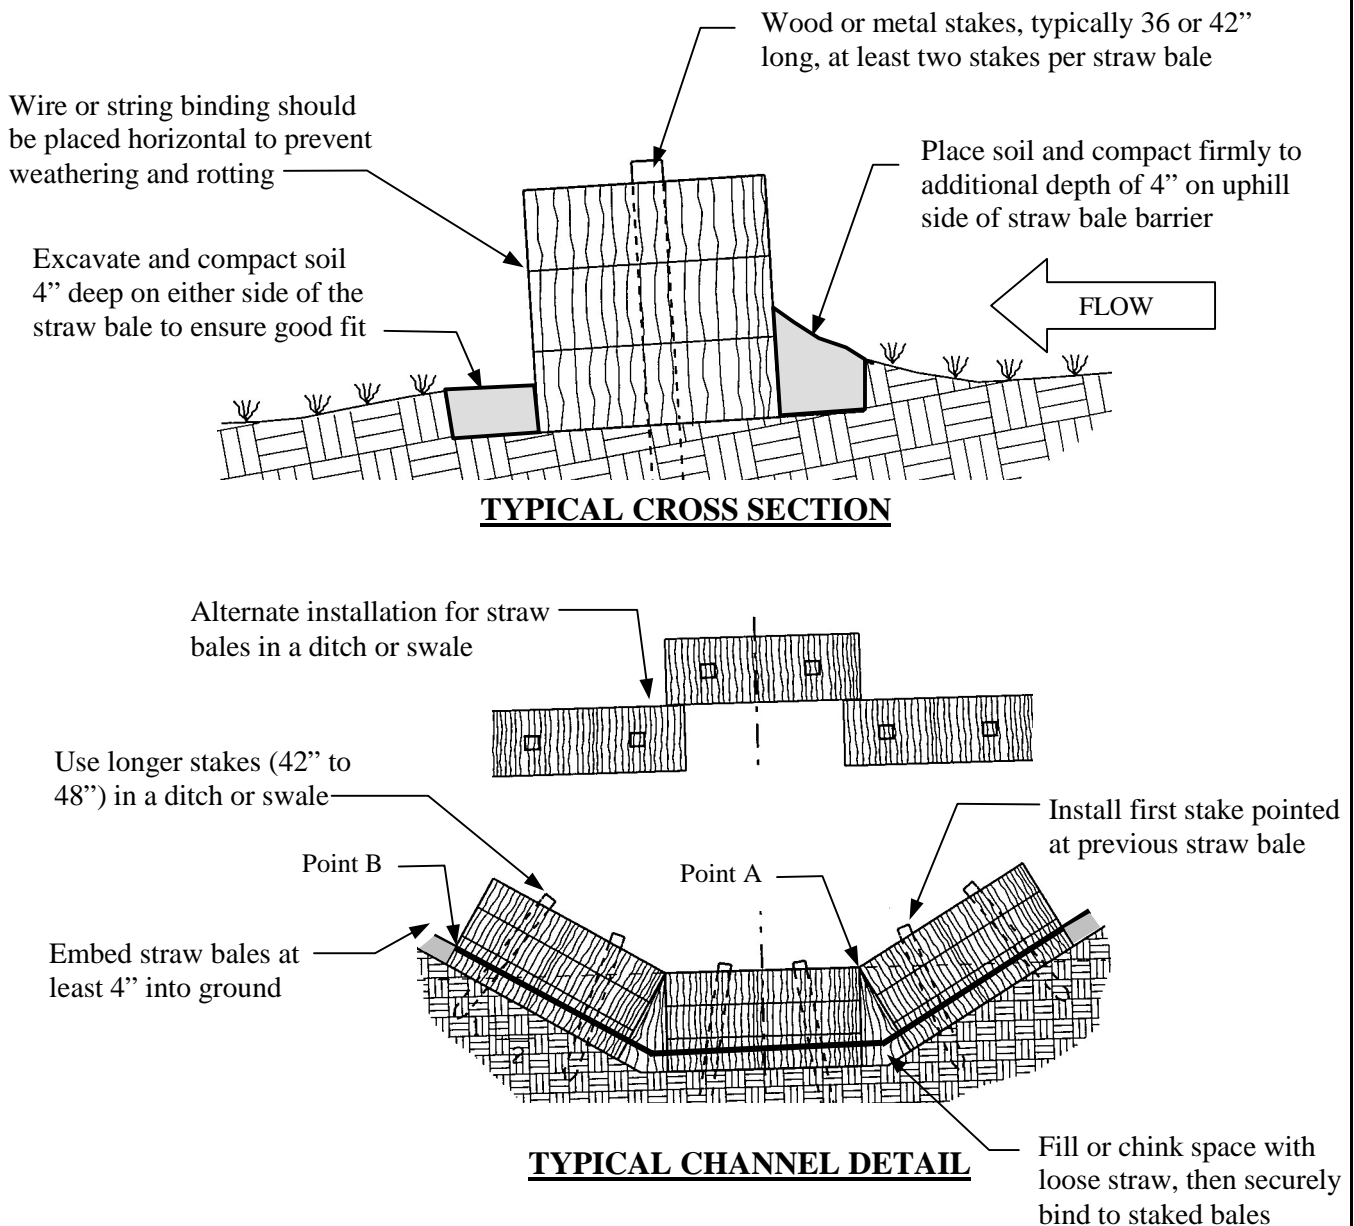 Wood or metal stakes, typically 36 or 42”
long, at least two stakes per straw bale
Wire or string binding should
be placed horizontal to prevent
weathering and rotting
Place soil and compact firmly to
additional depth of 4” on uphill
side of straw bale barrier
Excavate and compact soil
4” deep on either side of the
straw bale to ensure good fit
FLOW
TYPICAL CROSS SECTION
Alternate installation for straw
bales in a ditch or swale
Use longer stakes (42” to
48”) in a ditch or swale
Install first stake pointed
at previous straw bale
Point B
Point A
Embed straw bales at
least 4” into ground
TYPICAL CHANNEL DETAIL
Fill or chink space with
loose straw, then securely
bind to staked bales